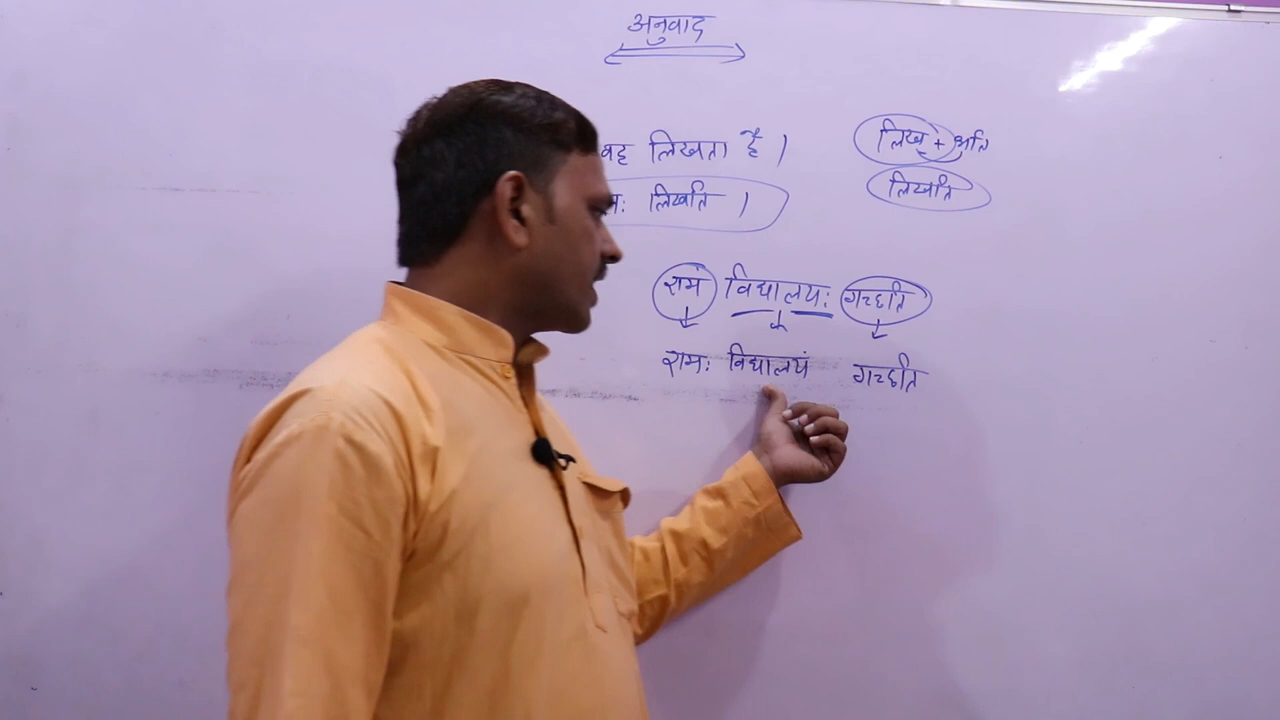 अनुवाद
वह लिखता है ।
लिख् + अति
लिखति ।
लिखति
रामं विद्यालयः गच्छति
रामः विद्यालयं गच्छति